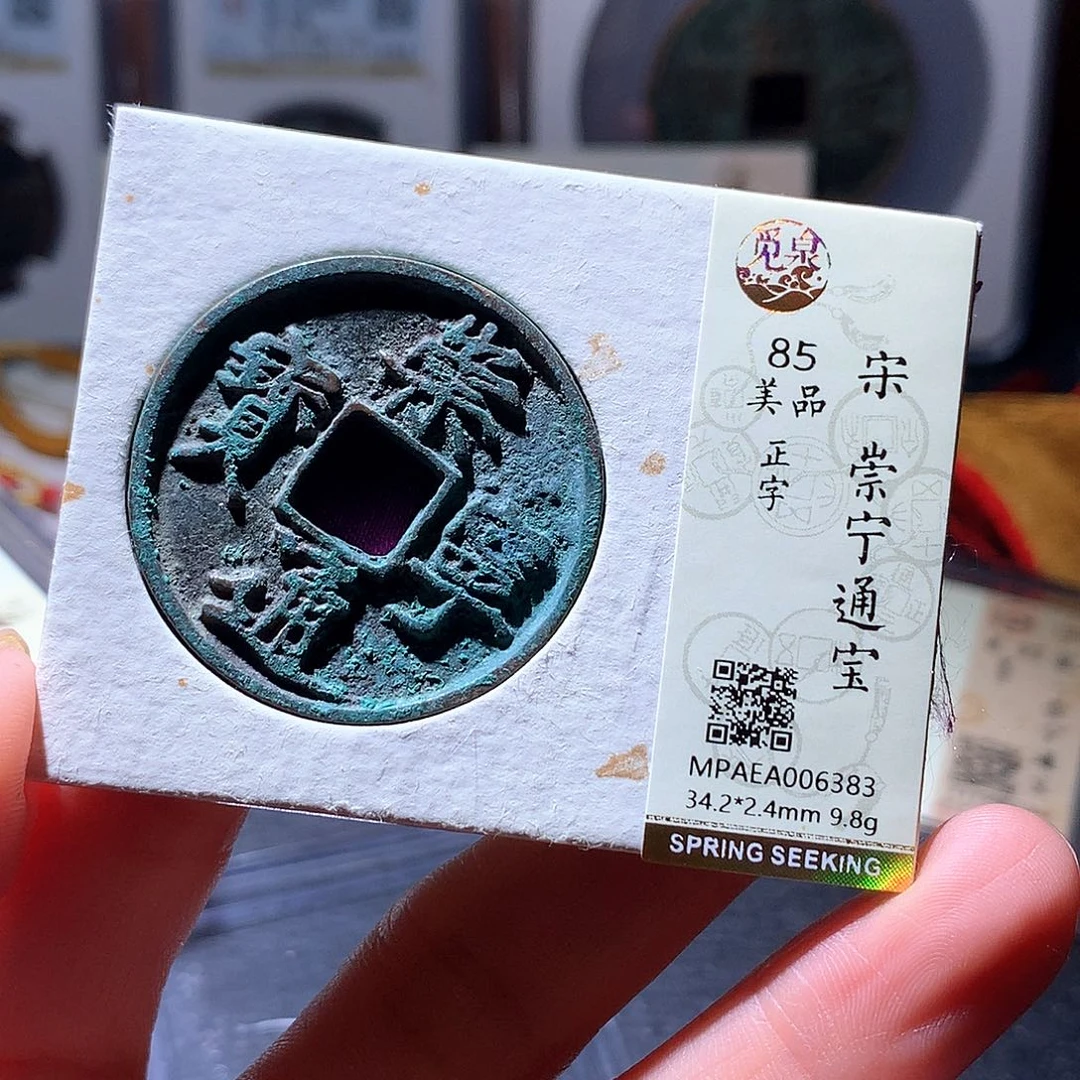 崇寧通寳
觅泉
85
美品
正字
宋 崇宁通宝
MPAEA006383
34.2*2.4mm 9.8g
SPRING SEEKING